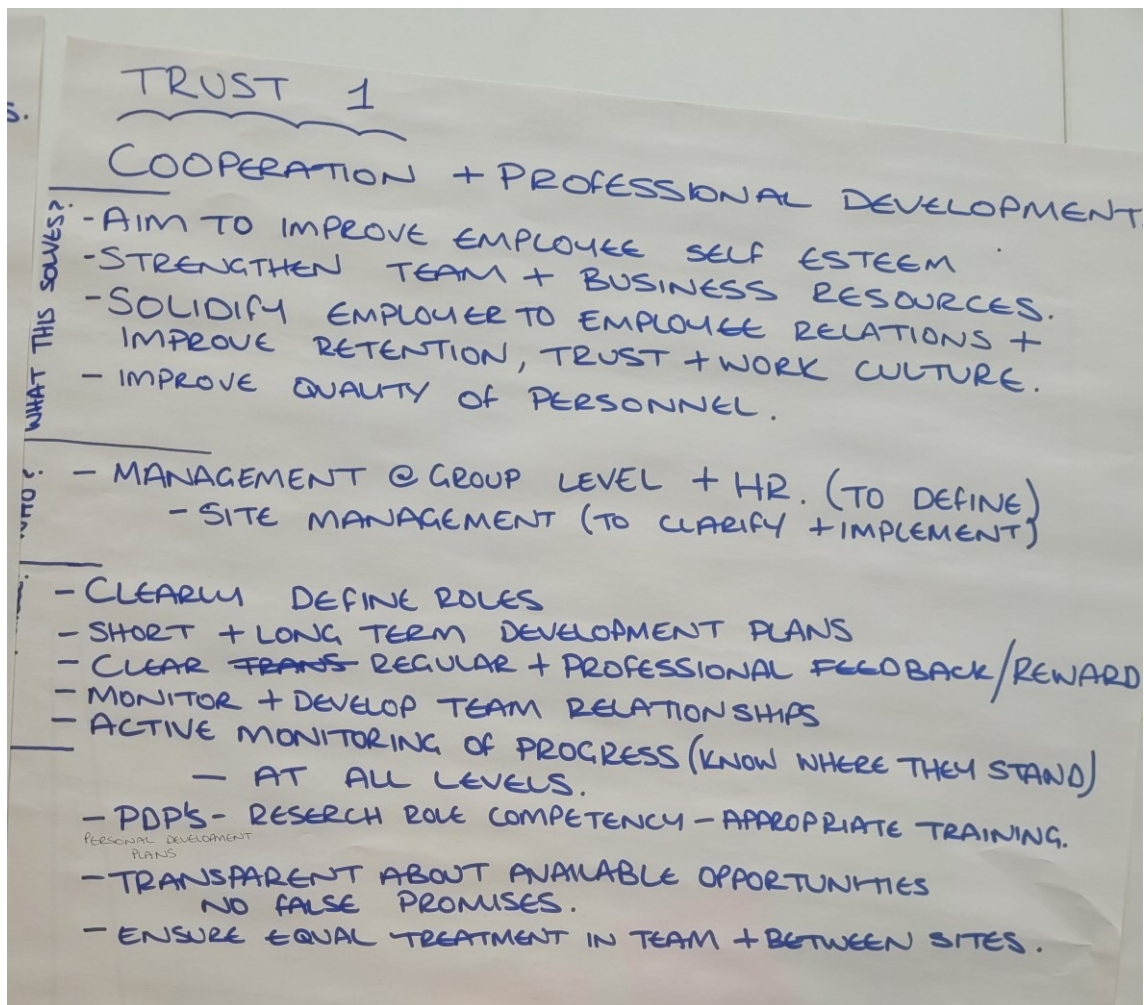 S.
TRUST 1
COOPERATION + PROFESSIONAL DEVELOPMENT.
WHAT THIS SOLVES?
- AIM TO IMPROVE EMPLOYEE SELF ESTEEM
- STRENGTHEN TEAM + BUSINESS RESOURCES.
- SOLIDIFY EMPLOYER TO EMPLOYEE RELATIONS +
IMPROVE RETENTION, TRUST + WORK CULTURE.
- IMPROVE QUALITY OF PERSONNEL.
WHO?
- MANAGEMENT @ GROUP LEVEL + HR. (TO DEFINE)
- SITE MANAGEMENT (TO CLARIFY + IMPLEMENT)
- CLEARLY DEFINE ROLES
- SHORT + LONG TERM DEVELOPMENT PLANS
- CLEAR TRANS REGULAR + PROFESSIONAL FEEDBACK/REWARD
- MONITOR + DEVELOP TEAM RELATIONSHIPS
- ACTIVE MONITORING OF PROGRESS (KNOW WHERE THEY STAND)
- AT ALL LEVELS.
- PDP'S - RESERCH ROLE COMPETENCY - APPROPRIATE TRAINING.
PERSONAL DEVELOPMENT
PLANS
- TRANSPARENT ABOUT AVAILABLE OPPORTUNITIES
NO FALSE PROMISES.
- ENSURE EQUAL TREATMENT IN TEAM + BETWEEN SITES.